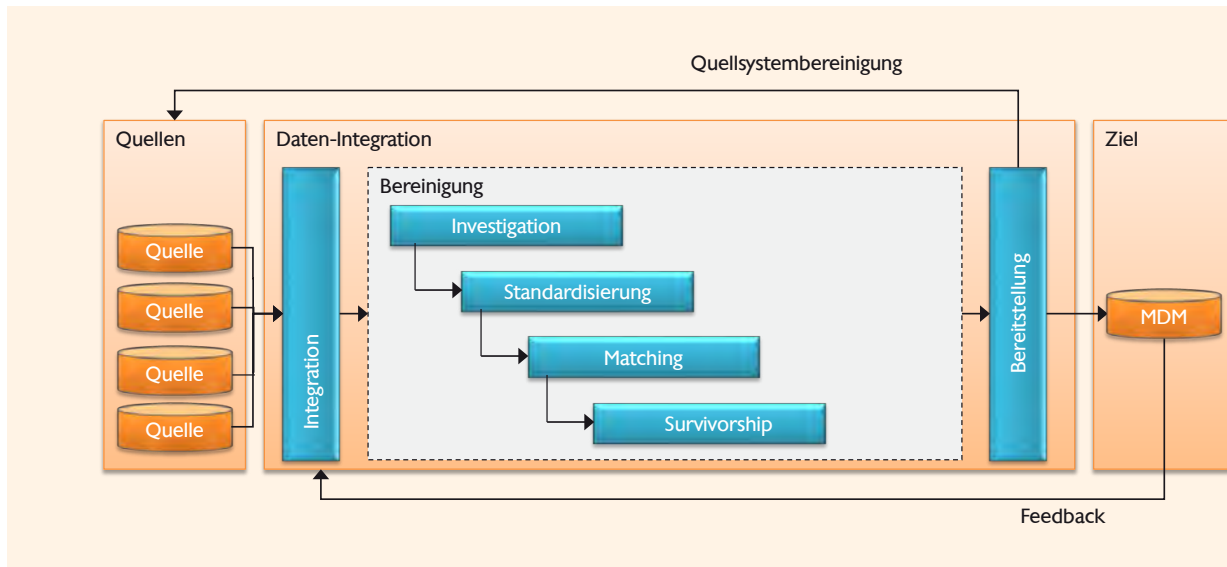 Quellsystembereinigung
Quellen
Daten-Integration
Ziel
Bereinigung
Investigation
Quelle
Standardisierung
Quelle
MDM
Matching
Quelle
Survivorship
Quelle
Integration
Bereitstellung
Feedback